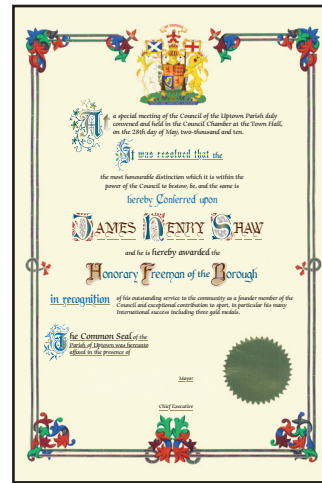 At a special meeting of the Council of the Uptown Parish duly
convened and held in the Council Chamber at the Town Hall,
on the 28th day of May, two-thousand and ten.
It was resolved that the
the most honourable distinction which it is within the
power of the Council to bestow, be, and the same is
hereby Conferred upon
JAMES HENRY SHAW
and he is hereby awarded the
Honorary Freeman of the Borough
in recognition of his outstanding service to the community as a founder member of the
Council and exceptional contribution to sport, in particular his many
International success including three gold medals.
The Common Seal of the
Parish of Uptown was hereunto
affixed in the presence of
Mayor
Chief Executive